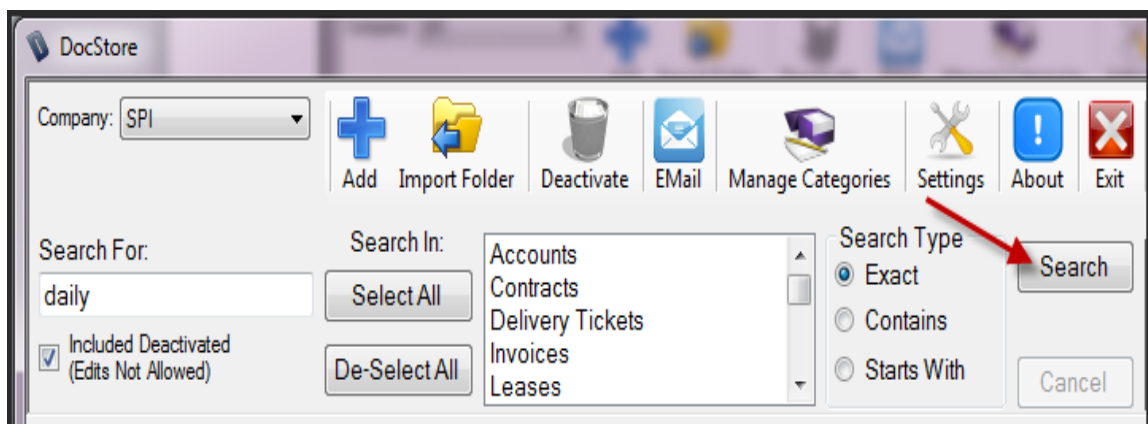 DocStore
Company: SPI
Add Import Folder Deactivate EMail Manage Categories Settings About Exit
Search For:
daily
Included Deactivated
(Edits Not Allowed)
Search In:
Select All
De-Select All
Accounts
Contracts
Delivery Tickets
Invoices
Leases
Search Type
Exact
Contains
Starts With
Search
Cancel